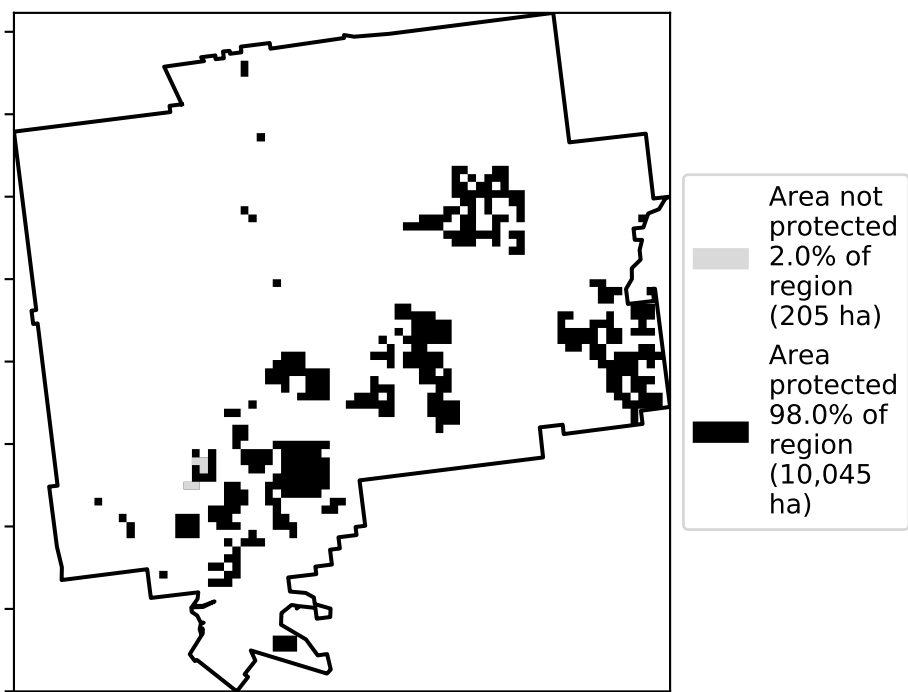 Area not
protected
2.0% of
region
(205 ha)
Area
protected
98.0% of
region
(10,045
ha)